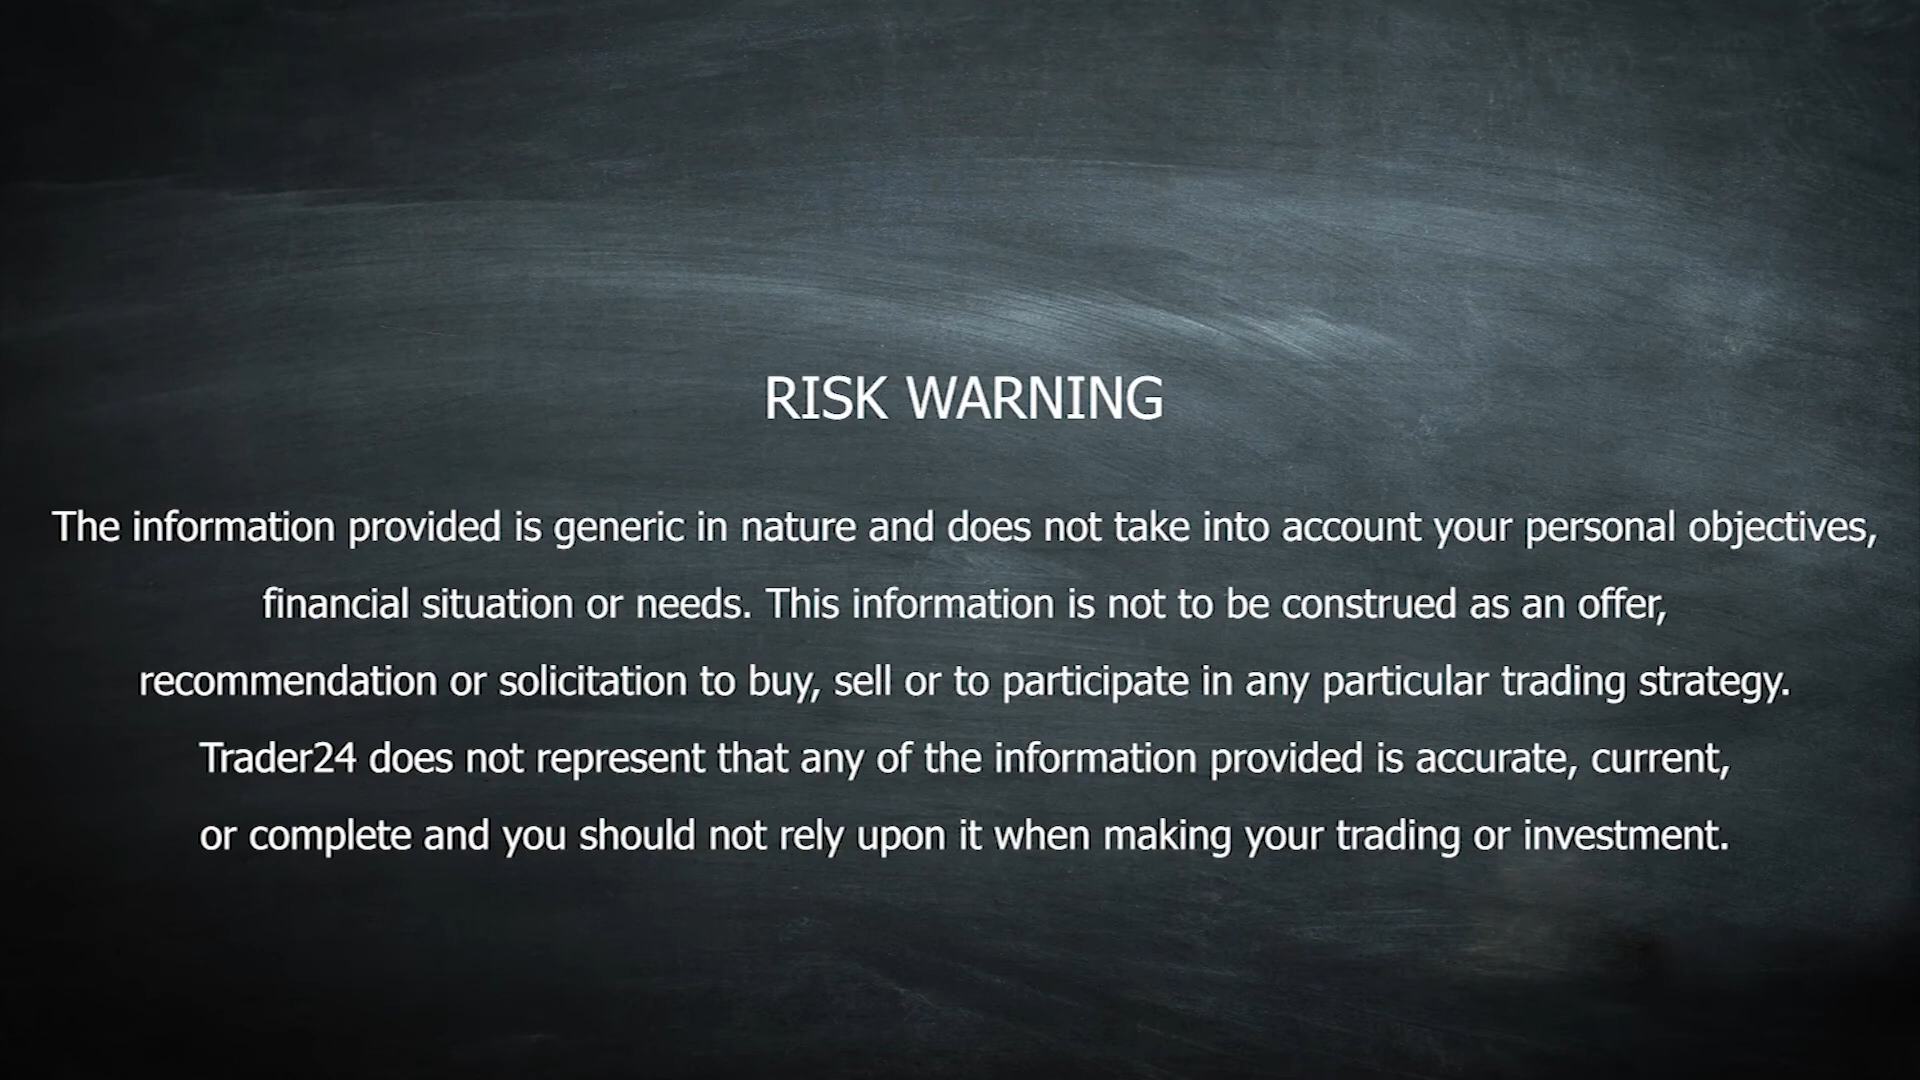 RISK WARNING
The information provided is generic in nature and does not take into account your personal objectives,
financial situation or needs. This information is not to be construed as an offer,
recommendation or solicitation to buy, sell or to participate in any particular trading strategy.
Trader24 does not represent that any of the information provided is accurate, current,
or complete and you should not rely upon it when making your trading or investment.